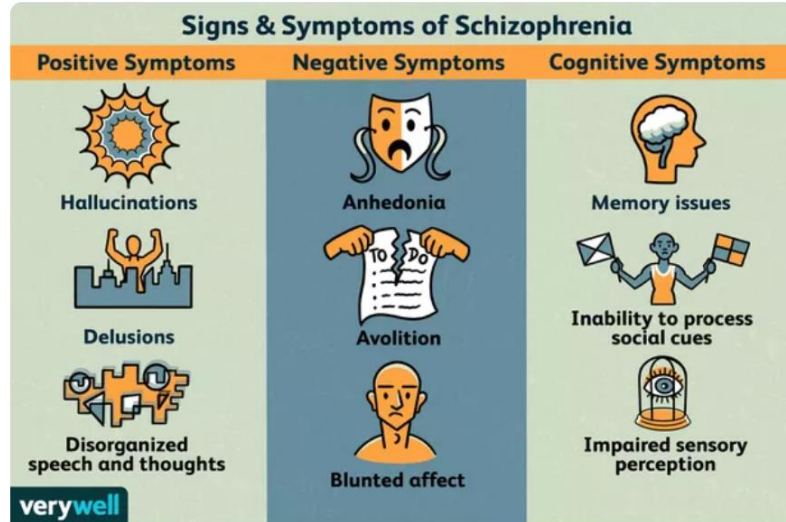 Signs & Symptoms of Schizophrenia
Positive Symptoms
Negative Symptoms
Cognitive Symptoms
Hallucinations
Anhedonia
Memory issues
TO DO
Delusions
Avolition
Inability to process
social cues
Disorganized
speech and thoughts
Blunted affect
Impaired sensory
perception
verywell